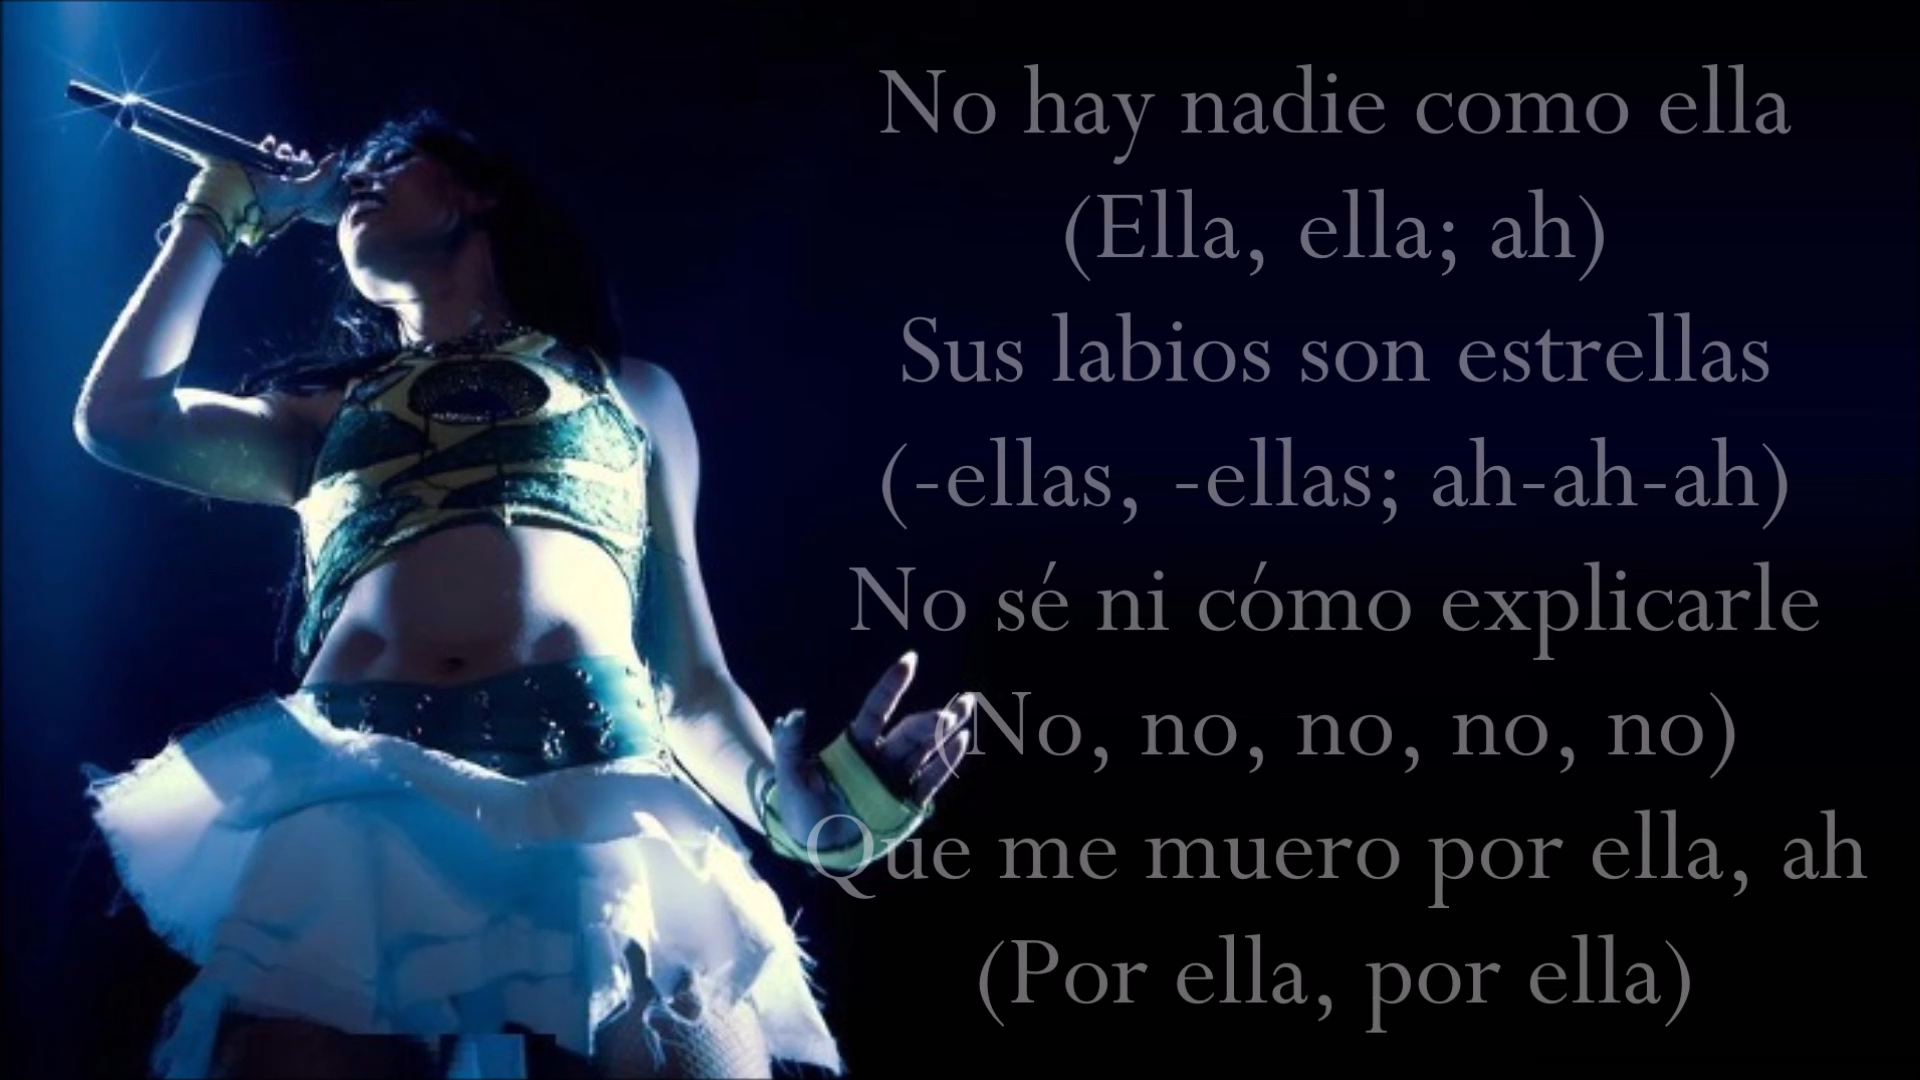 No hay nadie como ella
(Ella, ella; ah)
Sus labios son estrellas
(-ellas, -ellas; ah-ah-ah)
No sé ni cómo explicarle
(No, no, no, no, no)
Que me muero por ella, ah
(Por ella, por ella)